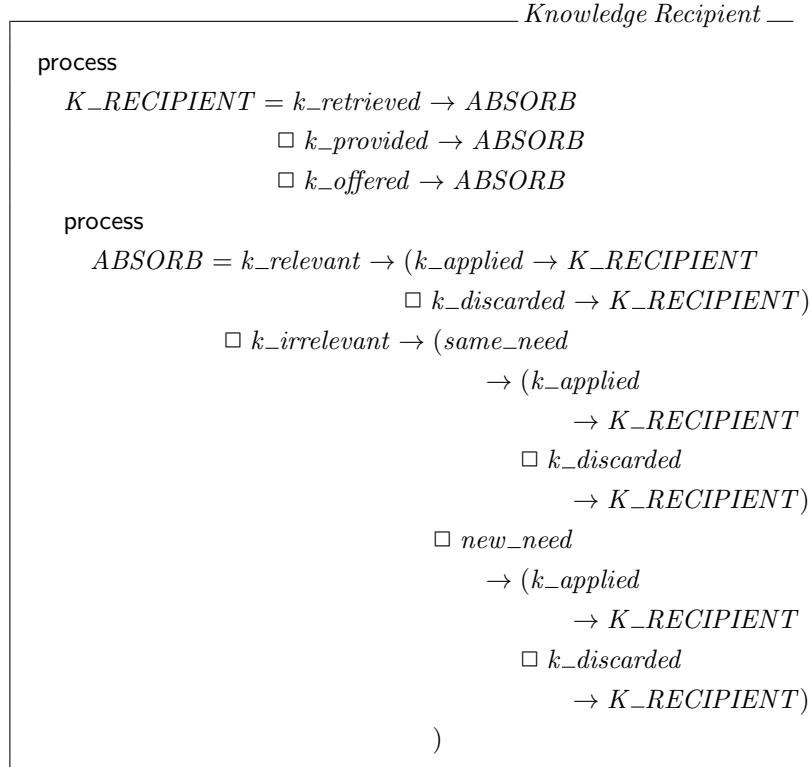 Knowledge Recipient
process
K_RECIPIENT = k_retrieved → ABSORB
□ k_provided → ABSORB
□ k_offered → ABSORB
process
ABSORB = k_relevant → (k_applied → K_RECIPIENT
□ k_discarded → K_RECIPIENT)
□ k_irrelevant → (same_need
→ (k_applied
→ K_RECIPIENT
□ k_discarded
→ K_RECIPIENT)
□ new_need
→ (k_applied
→ K_RECIPIENT
□ k_discarded
→ K_RECIPIENT)
)